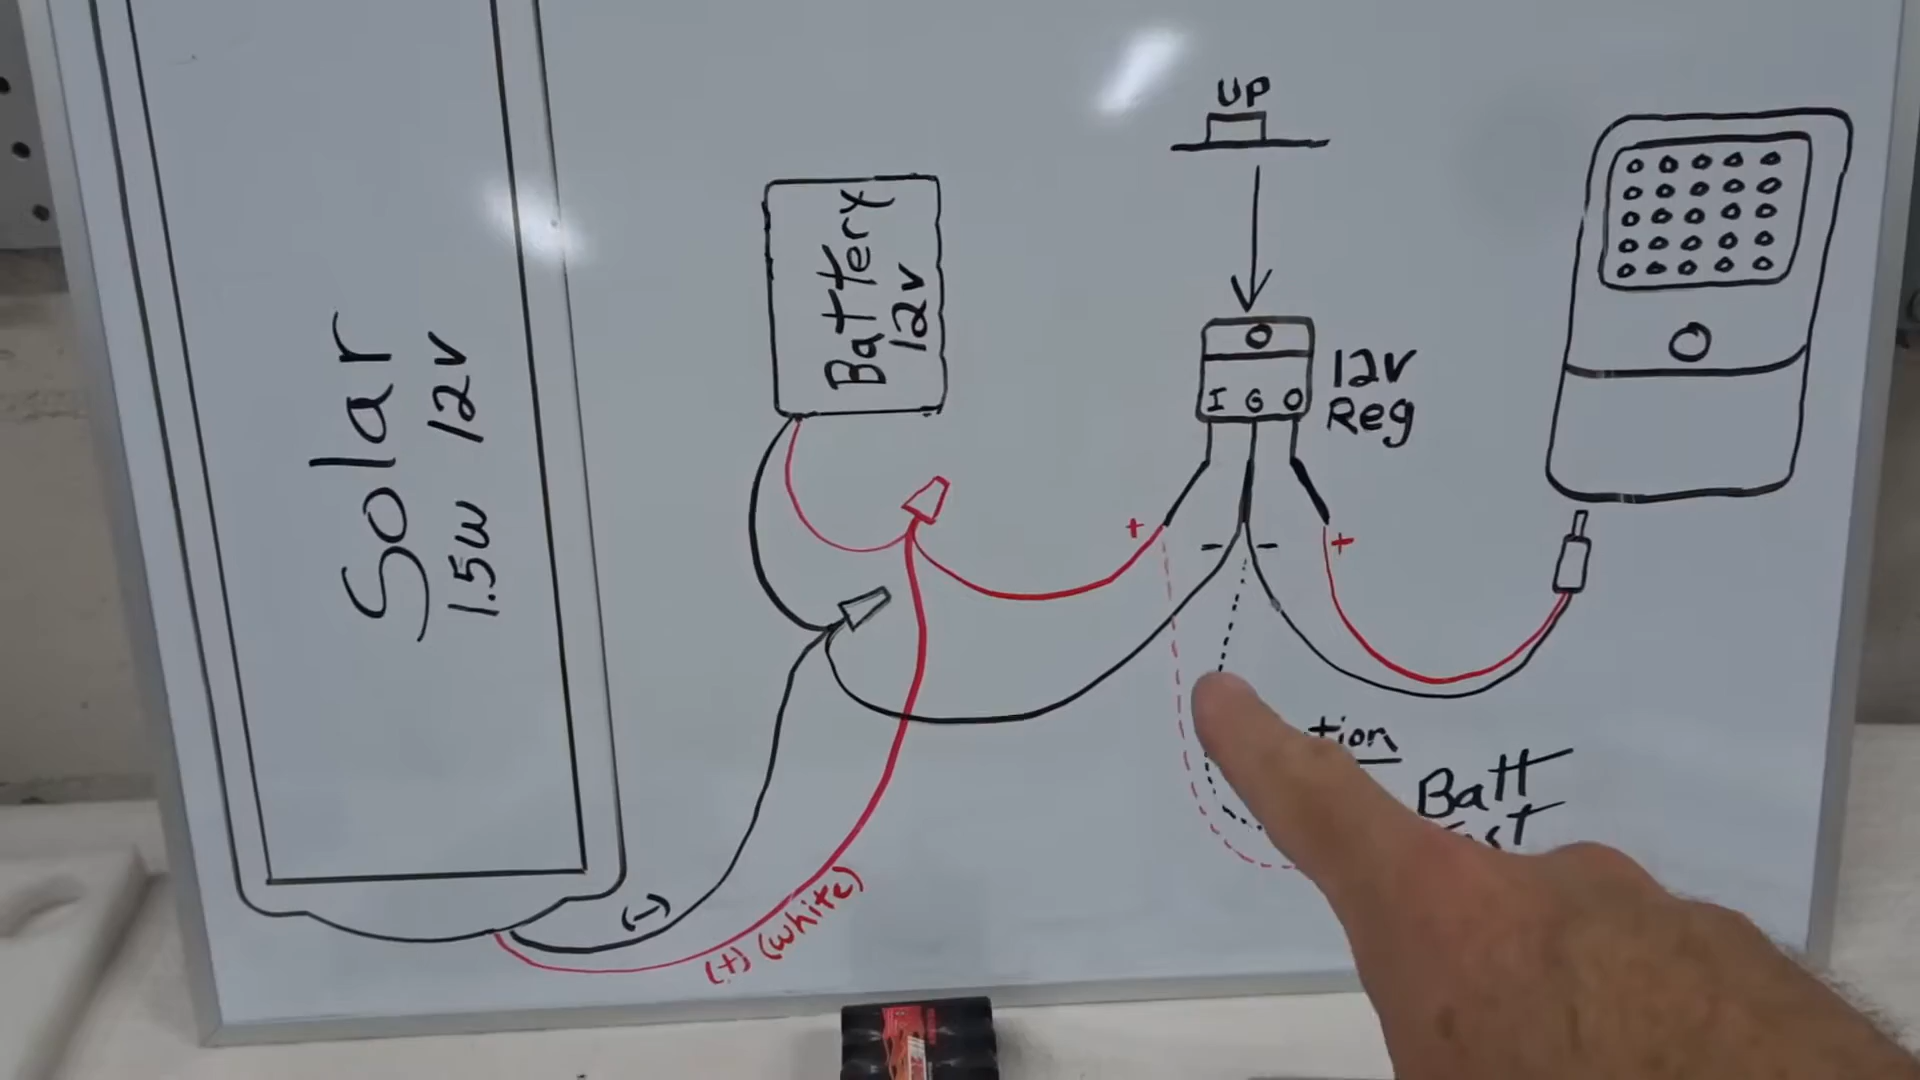 Solar
1.5W 12V
Battery
12V
UP
I G O
12V
Reg
+
- -
+
(-)
(+) (white)
Batt